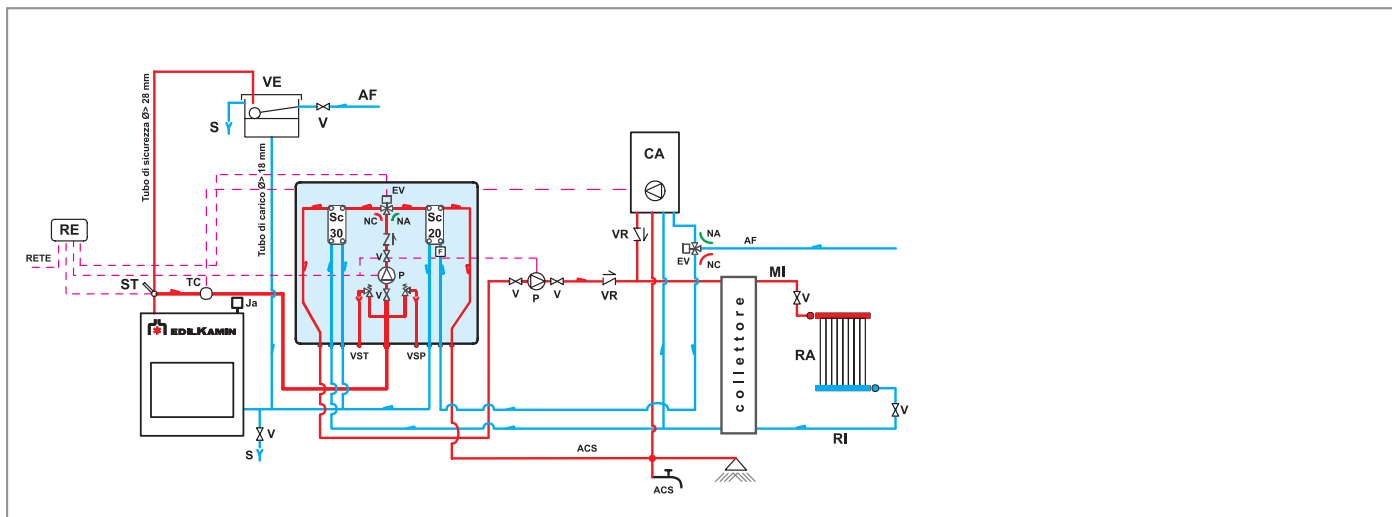 VE
AF
V
S
Tubo di sicurezza Ø> 28 mm
Tubo di carico Ø> 18 mm
CA
EV
NC
NA
Sc
30
Sc
20
F
V
P
V
VST
VSP
RE
RETE
ST
TC
Ja
EDILKAMIN
V
S
VR
NA
AF
EV
NC
V
P
V
VR
MI
V
collettore
RA
V
RI
ACS
ACS